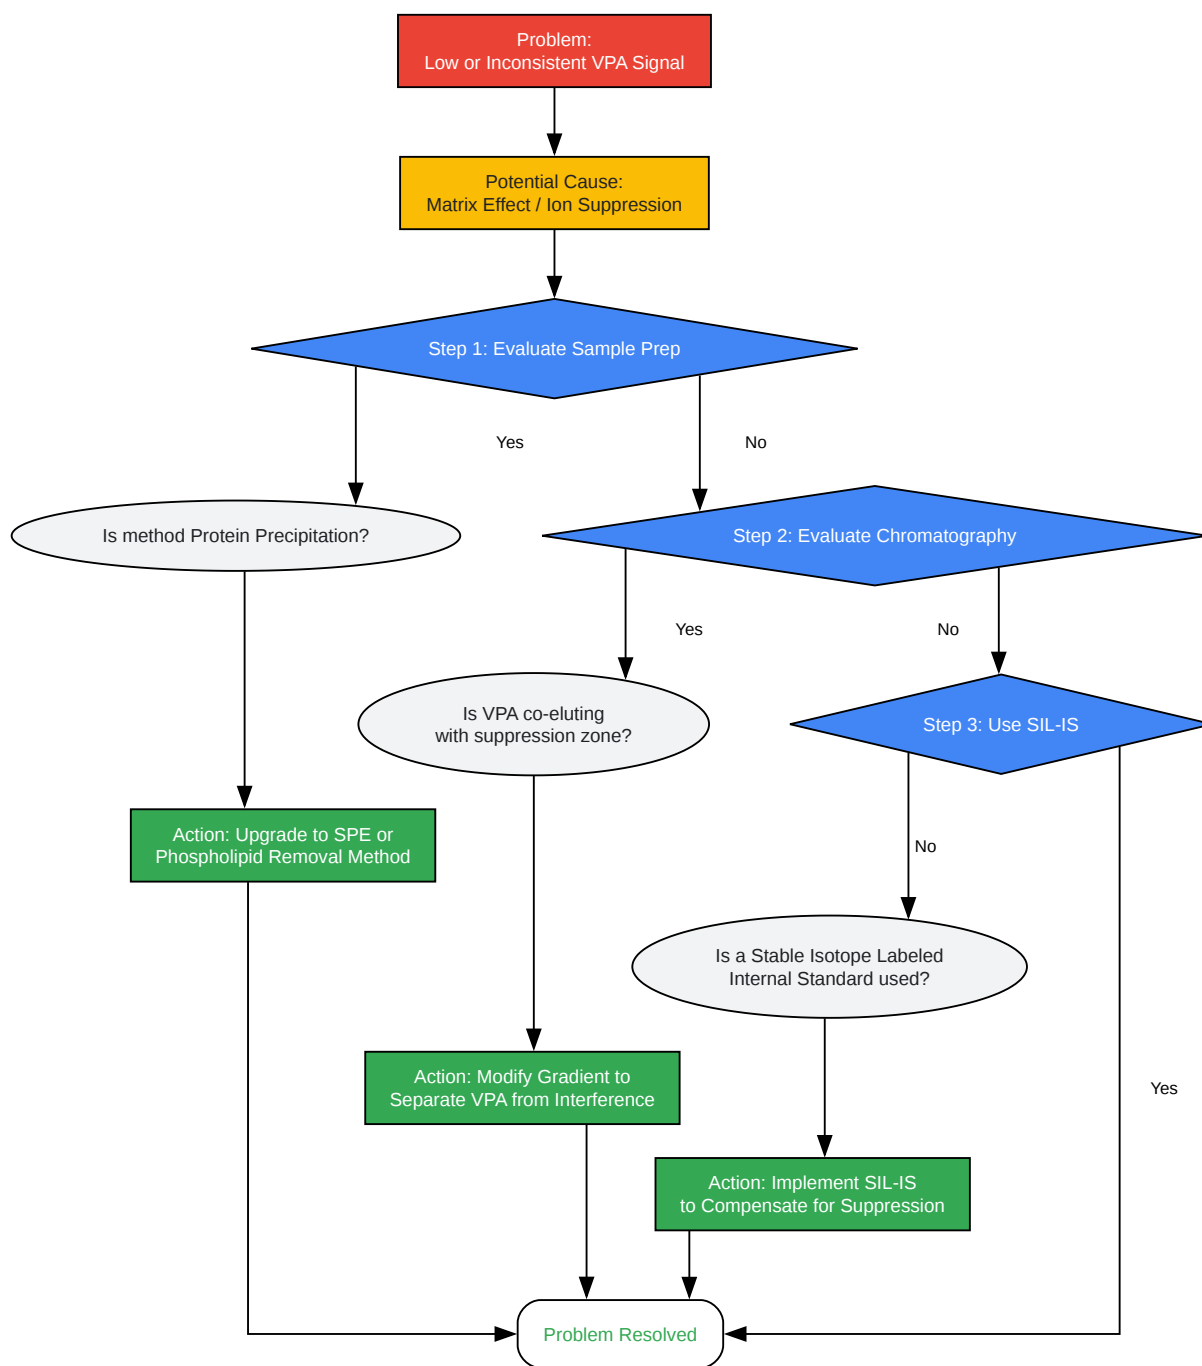 Problem:
Low or Inconsistent VPA Signal
Potential Cause:
Matrix Effect / Ion Suppression
Step 1: Evaluate Sample Prep
Yes
No
Is method Protein Precipitation?
Step 2: Evaluate Chromatography
Yes
No
Is VPA co-eluting
with suppression zone?
Step 3: Use SIL-IS
Action: Upgrade to SPE or
Phospholipid Removal Method
No
Is a Stable Isotope Labeled
Internal Standard used?
Action: Modify Gradient to
Separate VPA from Interference
Yes
Action: Implement SIL-IS
to Compensate for Suppression
Problem Resolved